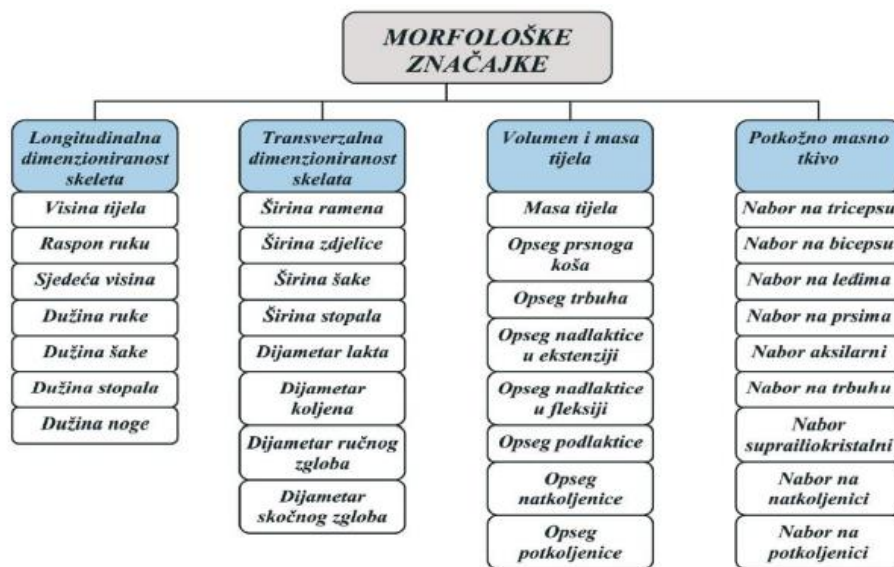 MORFOLOŠKE
ZNAČAJKE
Longitudinalna
dimenzioniranost
skeleta
Visina tijela
Raspon ruku
Sjedeća visina
Dužina ruke
Dužina šake
Dužina stopala
Dužina noge
Transverzalna
dimenzioniranost
skelata
Širina ramena
Širina zdjelice
Širina šake
Širina stopala
Dijametar lakta
Dijametar
koljena
Dijametar ručnog
zgloba
Dijametar
skočnog zgloba
Volumen i masa
tijela
Masa tijela
Opseg prsnoga
koša
Opseg trbuha
Opseg nadlaktice
u ekstenziji
Opseg nadlaktice
u fleksiji
Opseg podlaktice
Opseg
natkoljenice
Opseg
potkoljenice
Potkožno masno
tkivo
Nabor na tricepsu
Nabor na bicepsu
Nabor na leđima
Nabor na prsima
Nabor aksilarni
Nabor na trbuhu
Nabor
suprailiokristalni
Nabor na
natkoljenici
Nabor na
potkoljenici